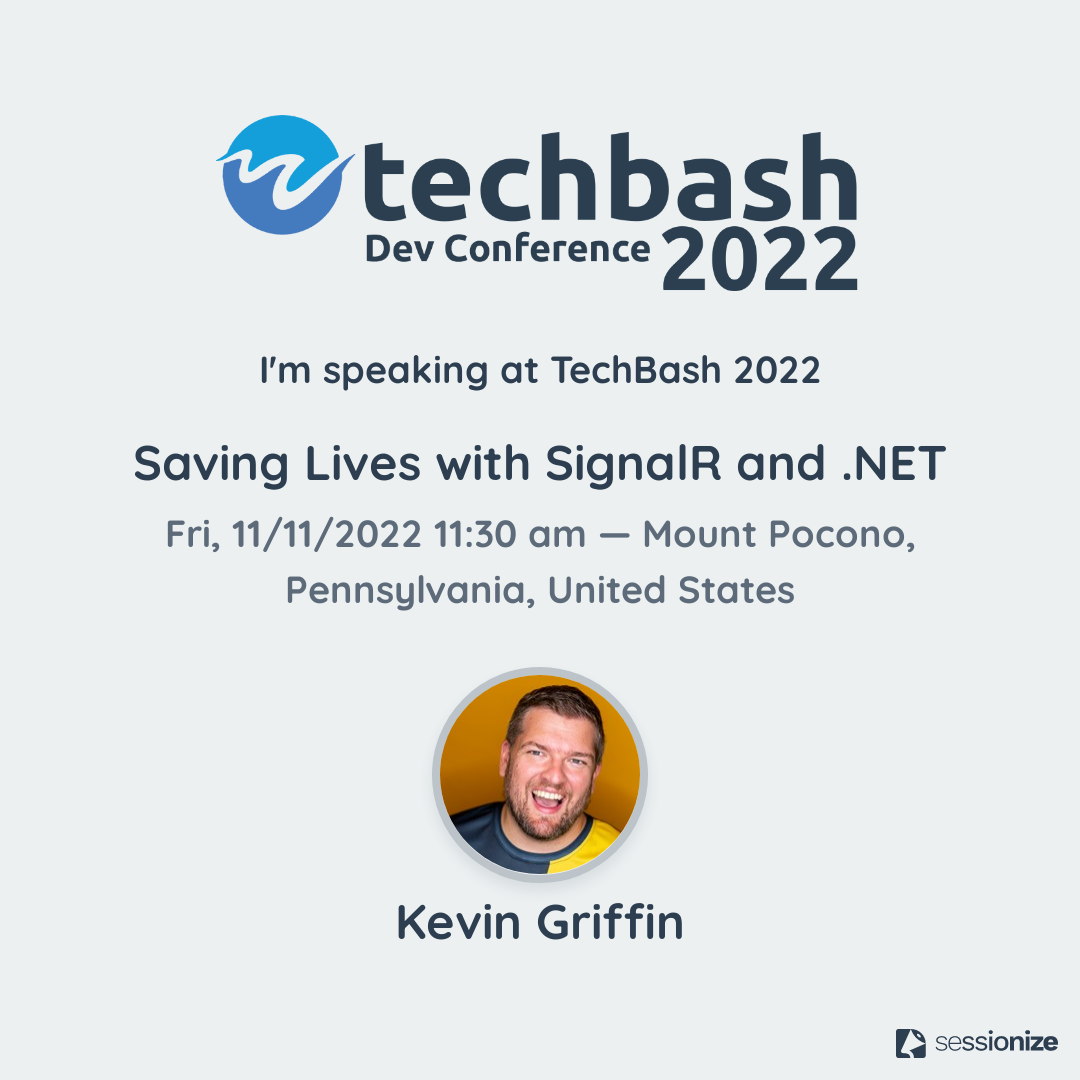 techbash
Dev Conference 2022
I'm speaking at TechBash 2022
Saving Lives with SignalR and .NET
Fri, 11/11/2022 11:30 am — Mount Pocono,
Pennsylvania, United States
Kevin Griffin
sessionize